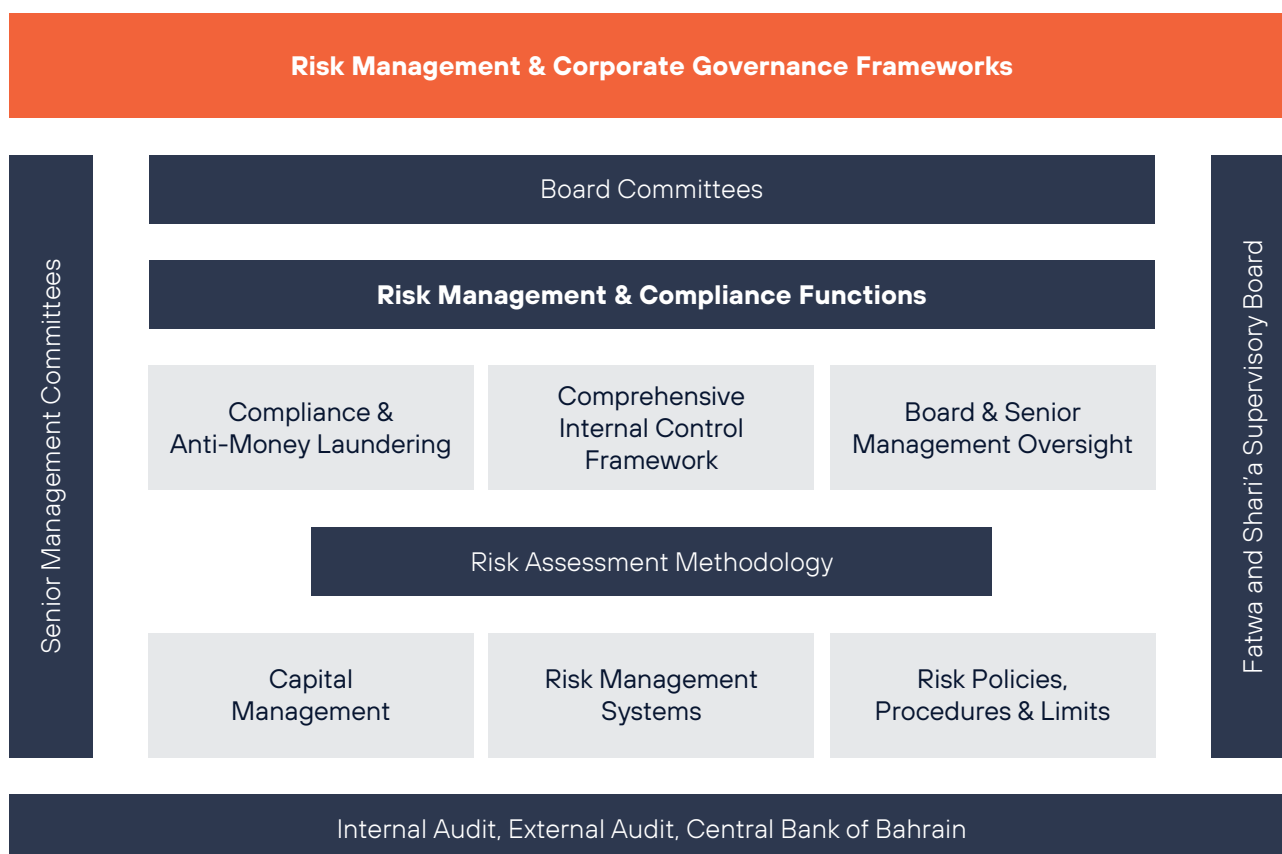 Risk Management & Corporate Governance Frameworks
Senior Management Committees
Board Committees
Risk Management & Compliance Functions
Compliance &
Anti-Money Laundering
Comprehensive
Internal Control
Framework
Board & Senior
Management Oversight
Risk Assessment Methodology
Capital
Management
Risk Management
Systems
Risk Policies,
Procedures & Limits
Fatwa and Shari’a Supervisory Board
Internal Audit, External Audit, Central Bank of Bahrain